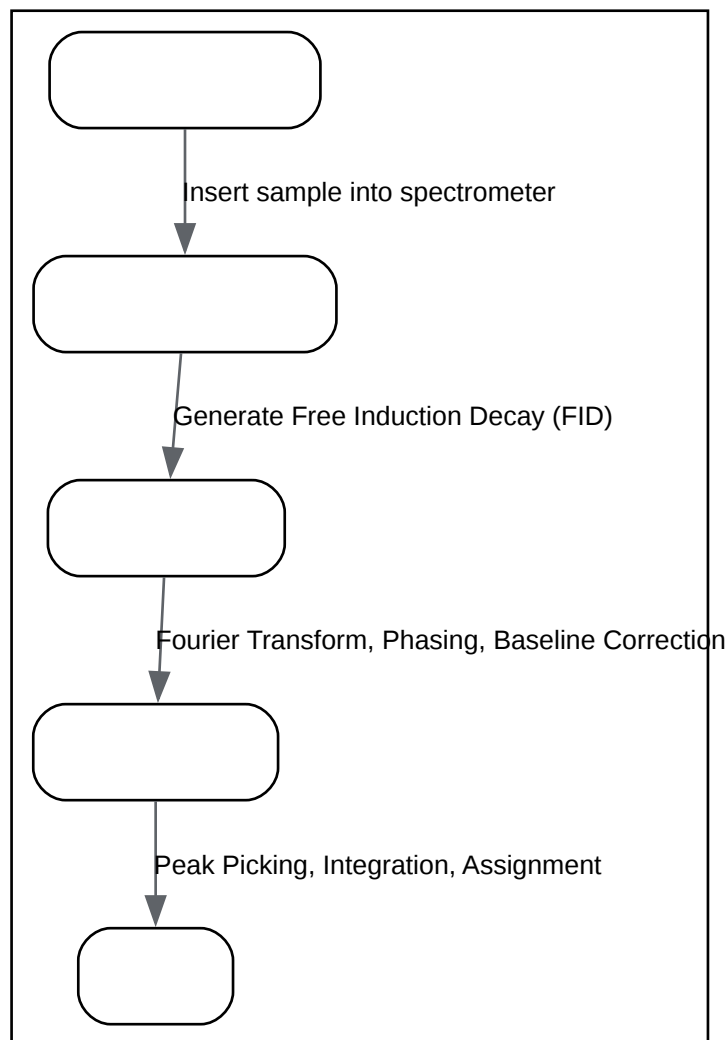 Insert sample into spectrometer
Generate Free Induction Decay (FID)
Fourier Transform, Phasing, Baseline Correction
Peak Picking, Integration, Assignment